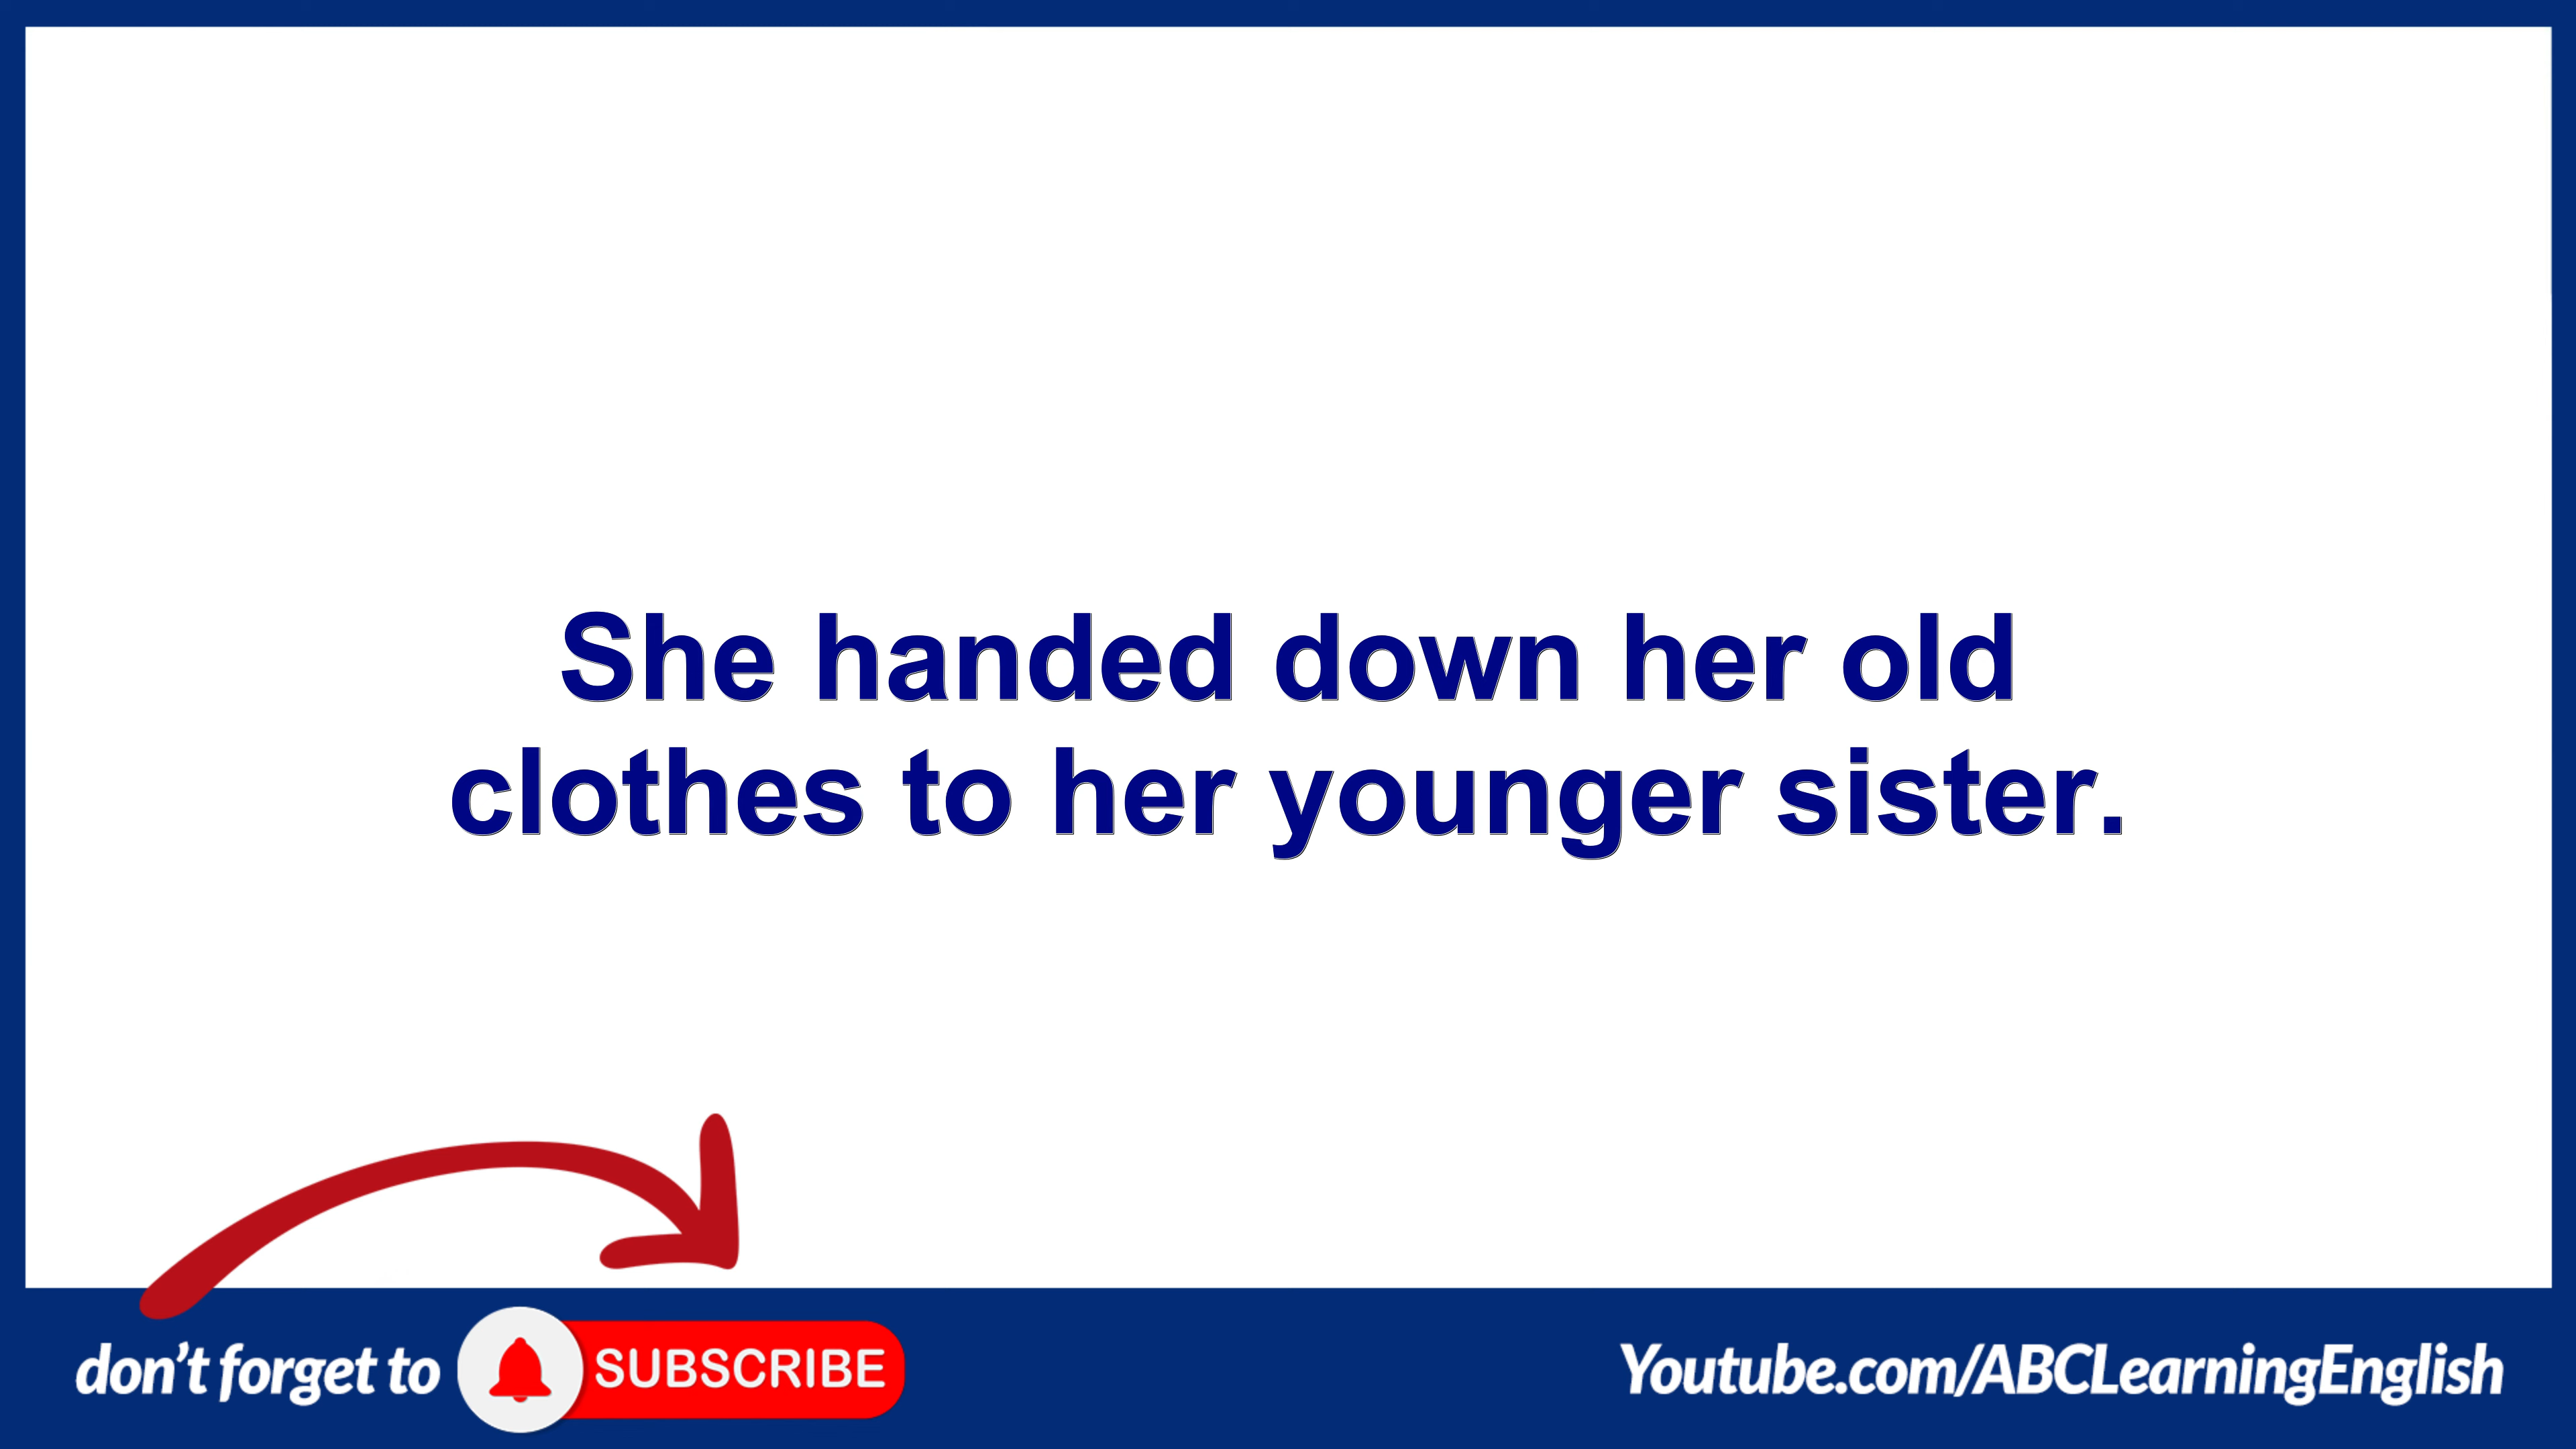 She handed down her old
clothes to her younger sister.
don't forget to SUBSCRIBE
Youtube.com/ABCLearningEnglish